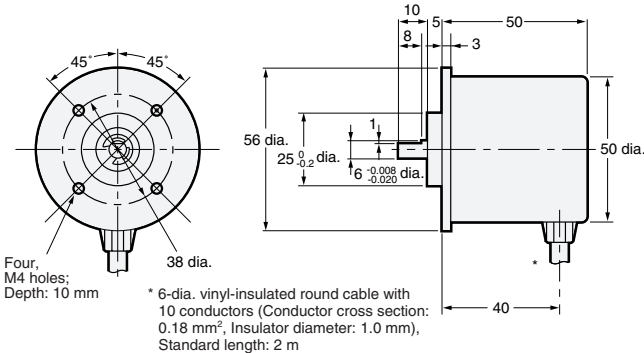 45° 45°
10 5 50
8 3
1
56 dia.
25 0 -0.2 dia.
6 -0.008 -0.020 dia.
50 dia.
38 dia.
Four,
M4 holes;
Depth: 10 mm
*
40
* 6-dia. vinyl-insulated round cable with
10 conductors (Conductor cross section:
0.18 mm², Insulator diameter: 1.0 mm),
Standard length: 2 m